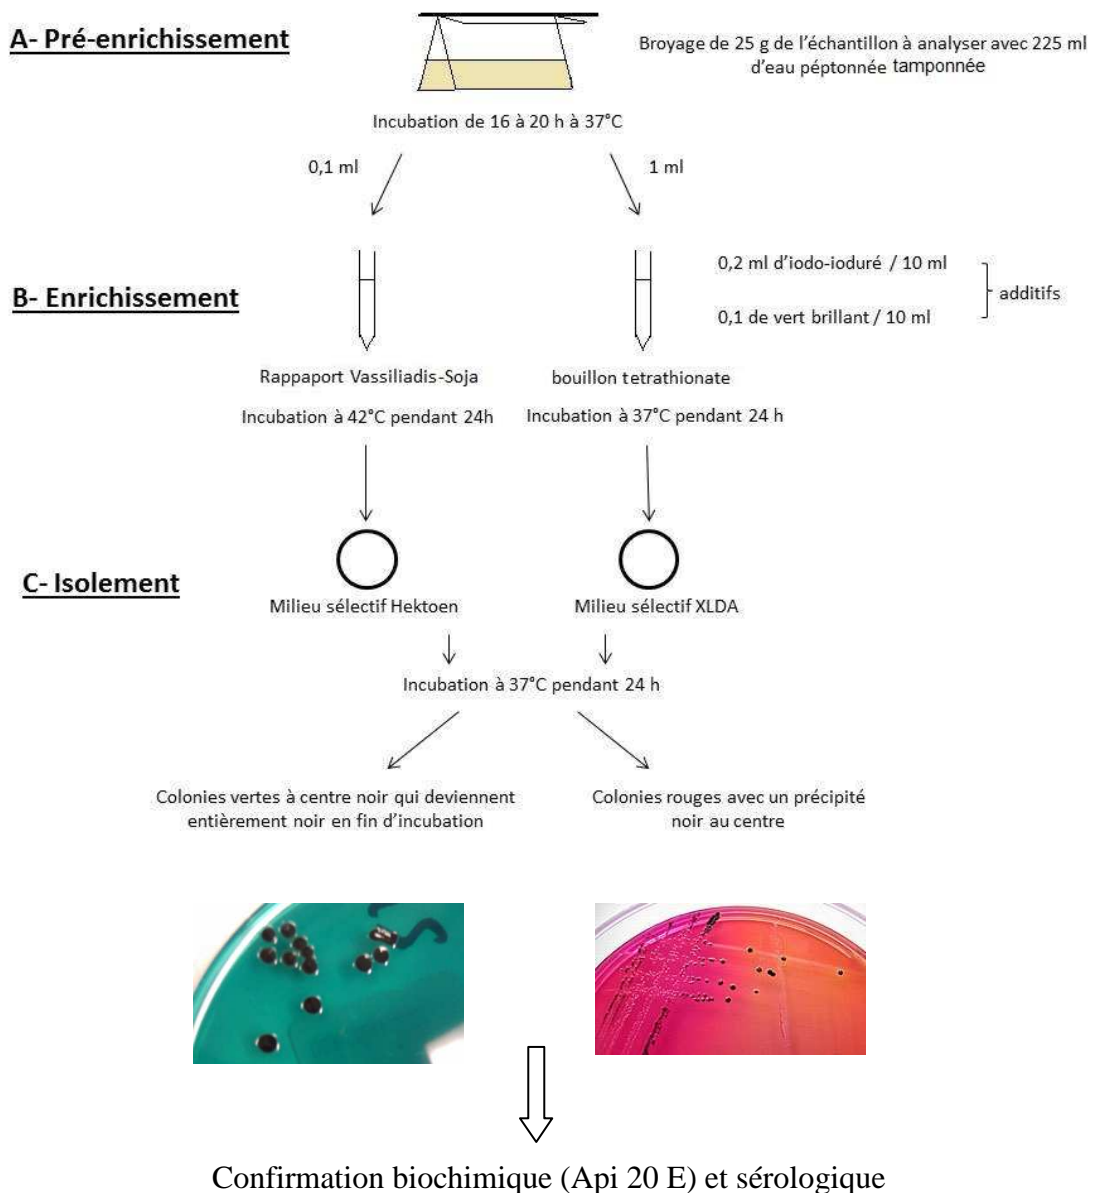 A- Pré-enrichissement
Broyage de 25 g de l'échantillon à analyser avec 225 ml
d'eau péptonnée tamponnée
Incubation de 16 à 20 h à 37°C
0,1 ml
1 ml
B- Enrichissement
0,2 ml d'iodo-ioduré / 10 ml
0,1 de vert brillant / 10 ml
additifs
Rappaport Vassiliadis-Soja
bouillon tetrathionate
Incubation à 42°C pendant 24h
Incubation à 37°C pendant 24 h
C- Isolement
Milieu sélectif Hektoen
Milieu sélectif XLDA
Incubation à 37°C pendant 24 h
Colonies vertes à centre noir qui deviennent
entièrement noir en fin d'incubation
Colonies rouges avec un précipité
noir au centre
Confirmation biochimique (Api 20 E) et sérologique